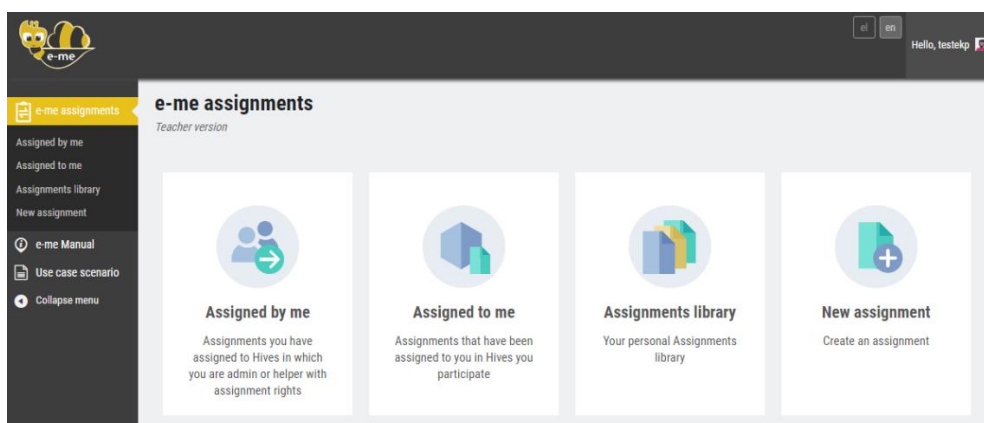 e-me
el en
Hello, testekp
e-me assignments
Assigned by me
Assigned to me
Assignments library
New assignment
e-me Manual
Use case scenario
Collapse menu
e-me assignments
Teacher version
Assigned by me
Assignments you have
assigned to Hives in which
you are admin or helper with
assignment rights
Assigned to me
Assignments that have been
assigned to you in Hives you
participate
Assignments library
Your personal Assignments
library
New assignment
Create an assignment